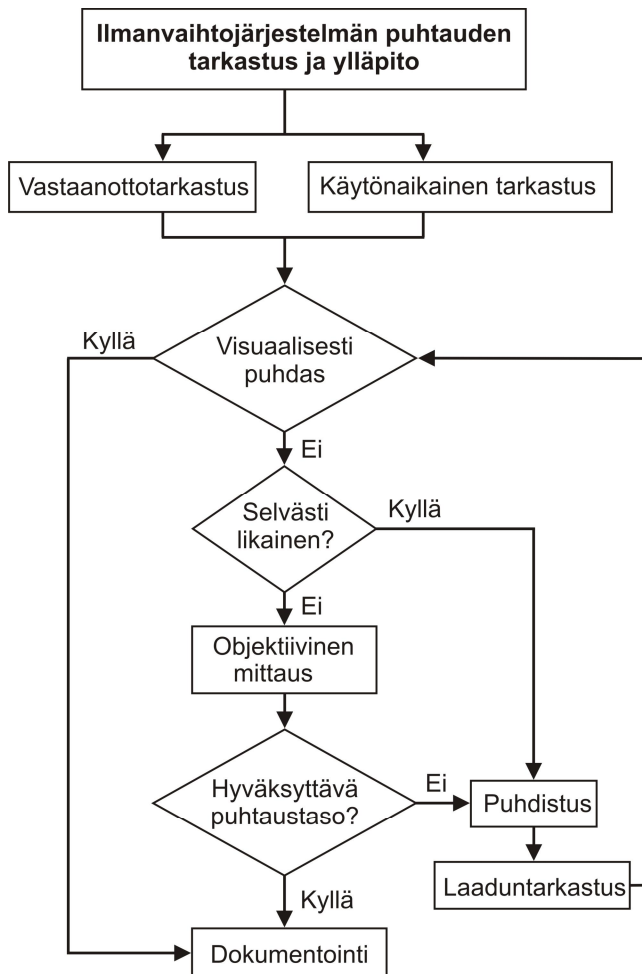 Ilmanvaihtojärjestelmän puhtauden
tarkastus ja ylläpito
Vastaanottotarkastus
Käytönaikainen tarkastus
Kyllä
Visuaalisesti
puhdas
Ei
Selvästi
likainen?
Kyllä
Ei
Objektiivinen
mittaus
Hyväksyttävä
puhtaustaso?
Ei
Puhdistus
Laaduntarkastus
Kyllä
Dokumentointi